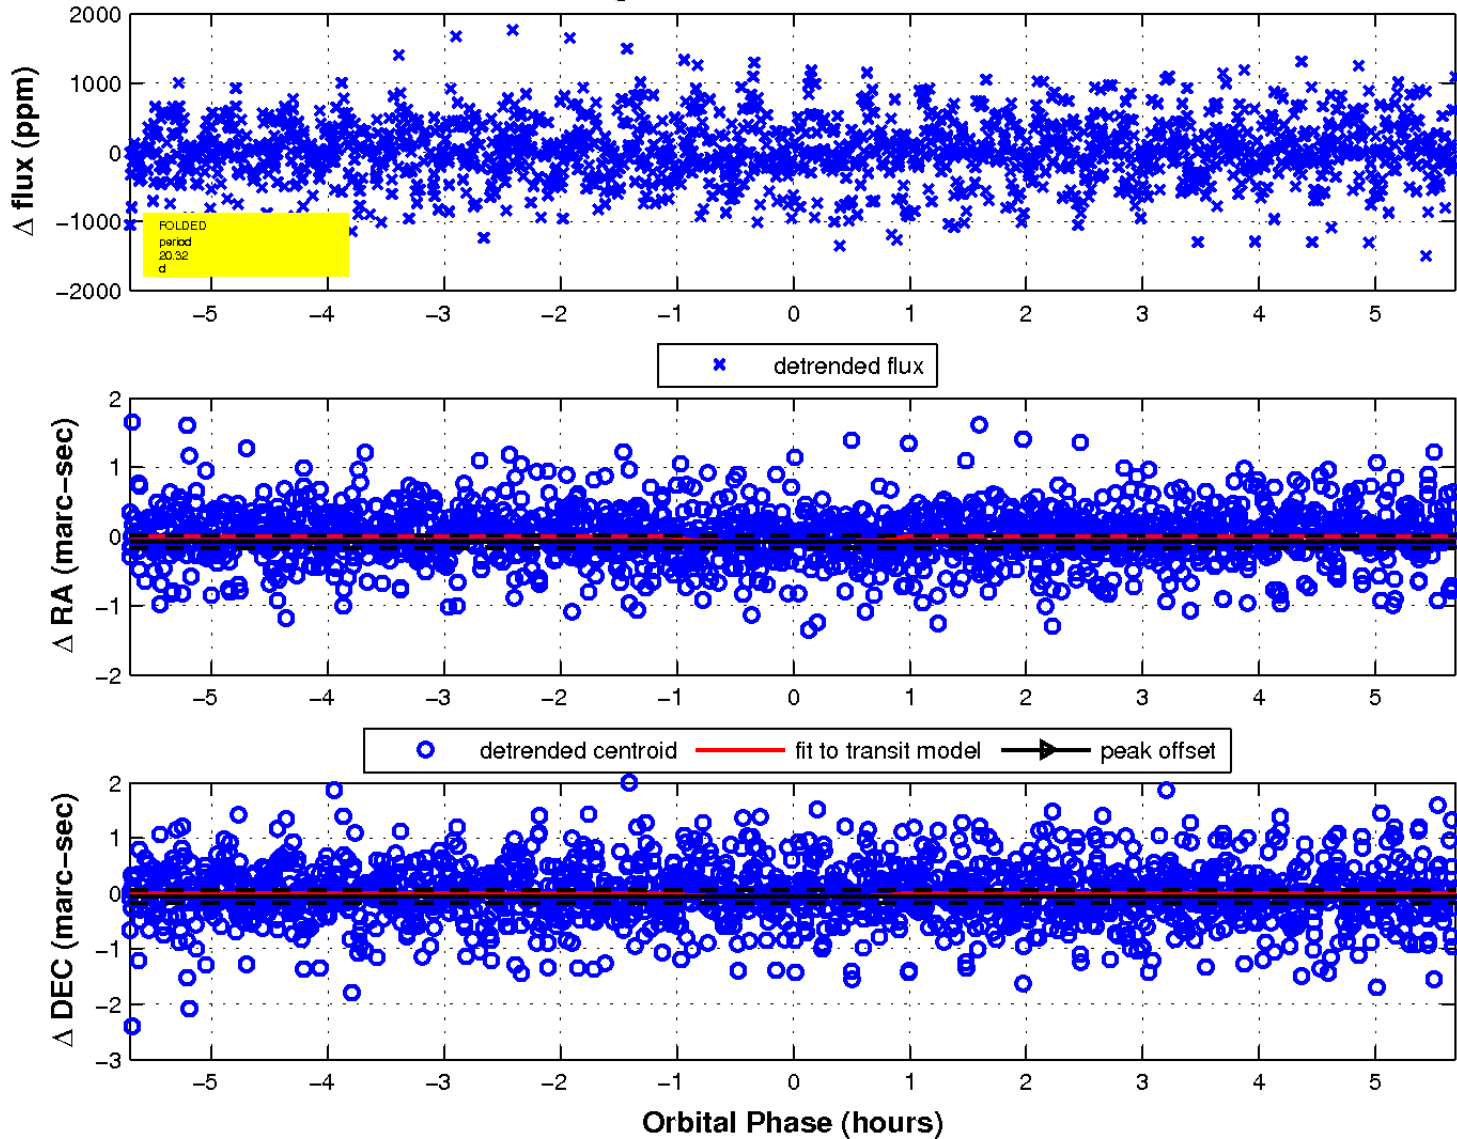 2000
1000
0
−1000
−2000
Δ flux (ppm)
FOLDED
period
20.32
d
−5 −4 −3 −2 −1 0 1 2 3 4 5
detrended flux
2
1
0
−1
−2
Δ RA (marc−sec)
−5 −4 −3 −2 −1 0 1 2 3 4 5
detrended centroid fit to transit model peak offset
2
1
0
−1
−2
−3
Δ DEC (marc−sec)
−5 −4 −3 −2 −1 0 1 2 3 4 5
Orbital Phase (hours)